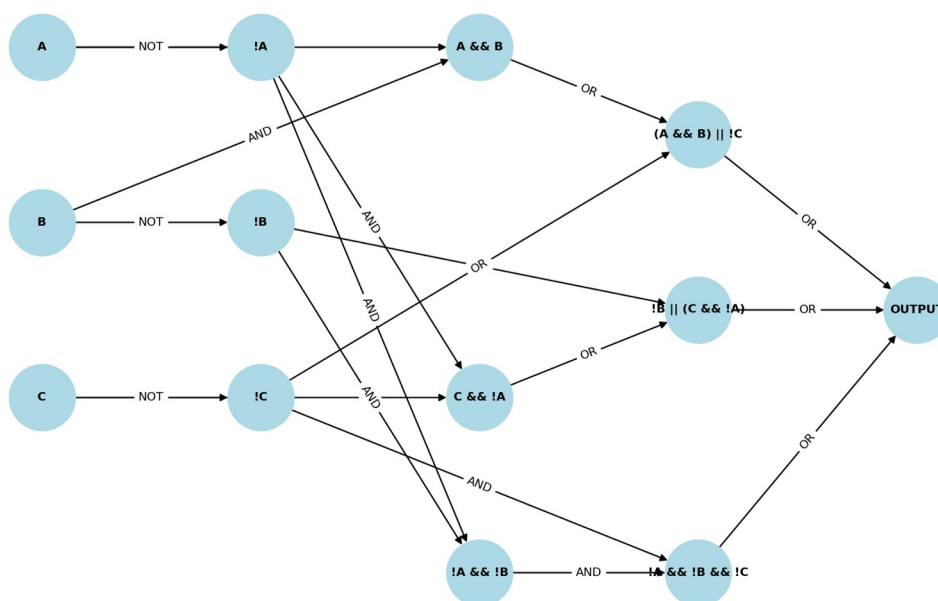 A
NOT
!A
A && B
OR
AND
(A && B) || !C
B
NOT
!B
AND
OR
OR
AND
!B || (C && !A)
OR
OUTPUT
OR
C
NOT
!C
AND
C && !A
OR
AND
!A && !B
AND
!A && !B && !C